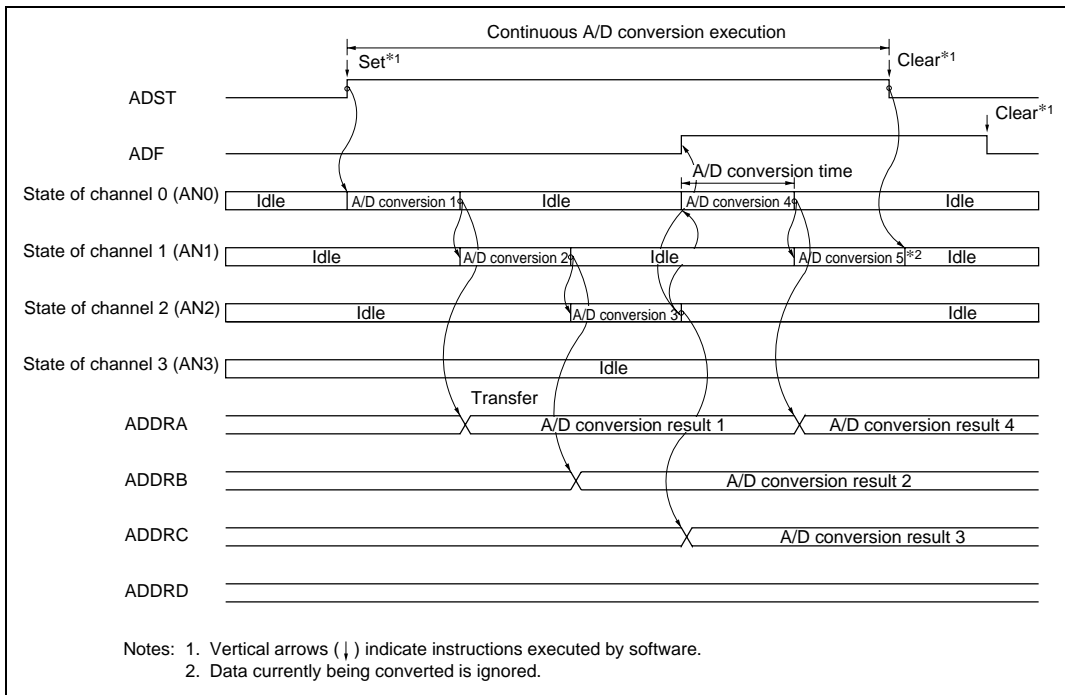 Continuous A/D conversion execution
Set*1
Clear*1
ADST
Clear*1
ADF
A/D conversion time
State of channel 0 (AN0)
Idle
A/D conversion 1
Idle
A/D conversion 4
Idle
State of channel 1 (AN1)
Idle
A/D conversion 2
Idle
A/D conversion 5
*2
Idle
State of channel 2 (AN2)
Idle
A/D conversion 3
Idle
State of channel 3 (AN3)
Idle
Transfer
ADDRA
A/D conversion result 1
A/D conversion result 4
ADDRB
A/D conversion result 2
ADDRC
A/D conversion result 3
ADDRD
Notes: 1. Vertical arrows (↓) indicate instructions executed by software.
2. Data currently being converted is ignored.